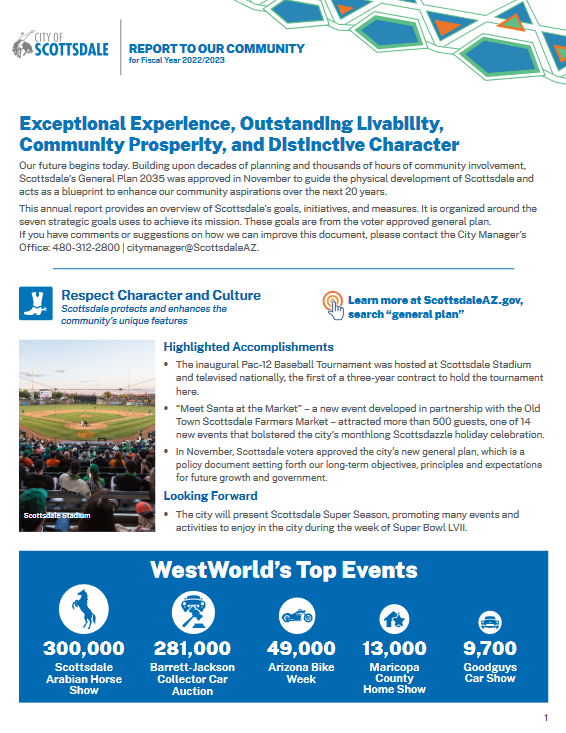 CITY OF
SCOTTSDALE
REPORT TO OUR COMMUNITY
for Fiscal Year 2022/2023
Exceptional Experience, Outstanding Livability,
Community Prosperity, and Distinctive Character
Our future begins today. Building upon decades of planning and thousands of hours of community involvement,
Scottsdale's General Plan 2035 was approved in November to guide the physical development of Scottsdale and
acts as a blueprint to enhance our community aspirations over the next 20 years.
This annual report provides an overview of Scottsdale's goals, initiatives, and measures. It is organized around the
seven strategic goals uses to achieve its mission. These goals are from the voter approved general plan.
If you have comments or suggestions on how we can improve this document, please contact the City Manager's
Office: 480-312-2800 | citymanager@ScottsdaleAZ.
Respect Character and Culture
Scottsdale protects and enhances the
community's unique features
Learn more at ScottsdaleAZ.gov,
search "general plan"
Highlighted Accomplishments
• The inaugural Pac-12 Baseball Tournament was hosted at Scottsdale Stadium
and televised nationally, the first of a three-year contract to hold the tournament
here.
• "Meet Santa at the Market" – a new event developed in partnership with the Old
Town Scottsdale Farmers Market – attracted more than 500 guests, one of 14
new events that bolstered the city's monthlong Scottsdazzle holiday celebration.
• In November, Scottsdale voters approved the city's new general plan, which is a
policy document setting forth our long-term objectives, principles and expectations
for future growth and government.
Looking Forward
• The city will present Scottsdale Super Season, promoting many events and
activities to enjoy in the city during the week of Super Bowl LVII.
Scottsdale Stadium
WestWorld's Top Events
300,000
Scottsdale
Arabian Horse
Show
281,000
Barrett-Jackson
Collector Car
Auction
49,000
Arizona Bike
Week
13,000
Maricopa
County
Home Show
9,700
Goodguys
Car Show
1